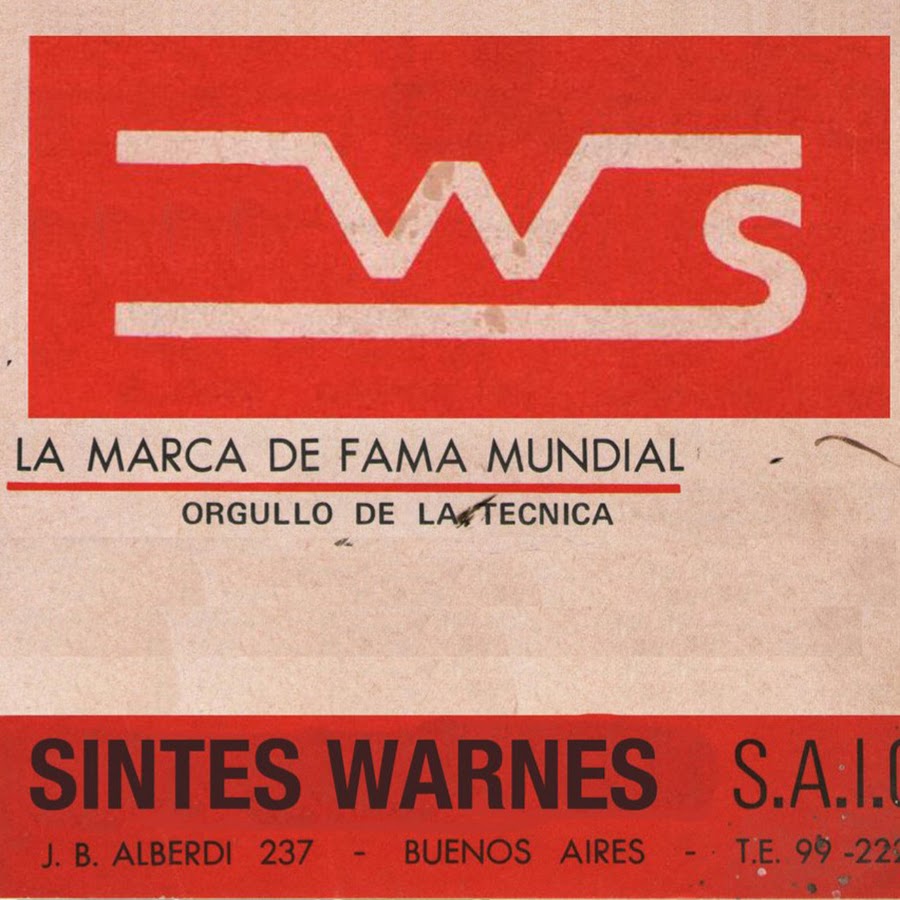 WS
LA MARCA DE FAMA MUNDIAL
ORGULLO DE LA TECNICA
SINTES WARNES S.A.I.
J. B. ALBERDI 237 - BUENOS AIRES - T.E. 99-222